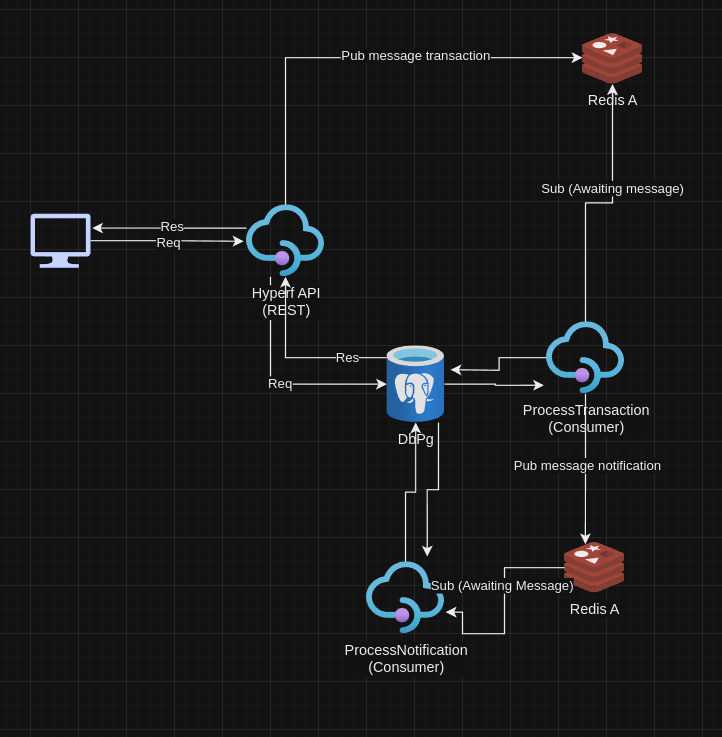 Pub message transaction
Redis A
Sub (Awaiting message)
Res
Req
Hyperf API
(REST)
Res
Req
DbPg
ProcessTransaction
(Consumer)
Pub message notification
Sub (Awaiting Message)
Redis A
ProcessNotification
(Consumer)